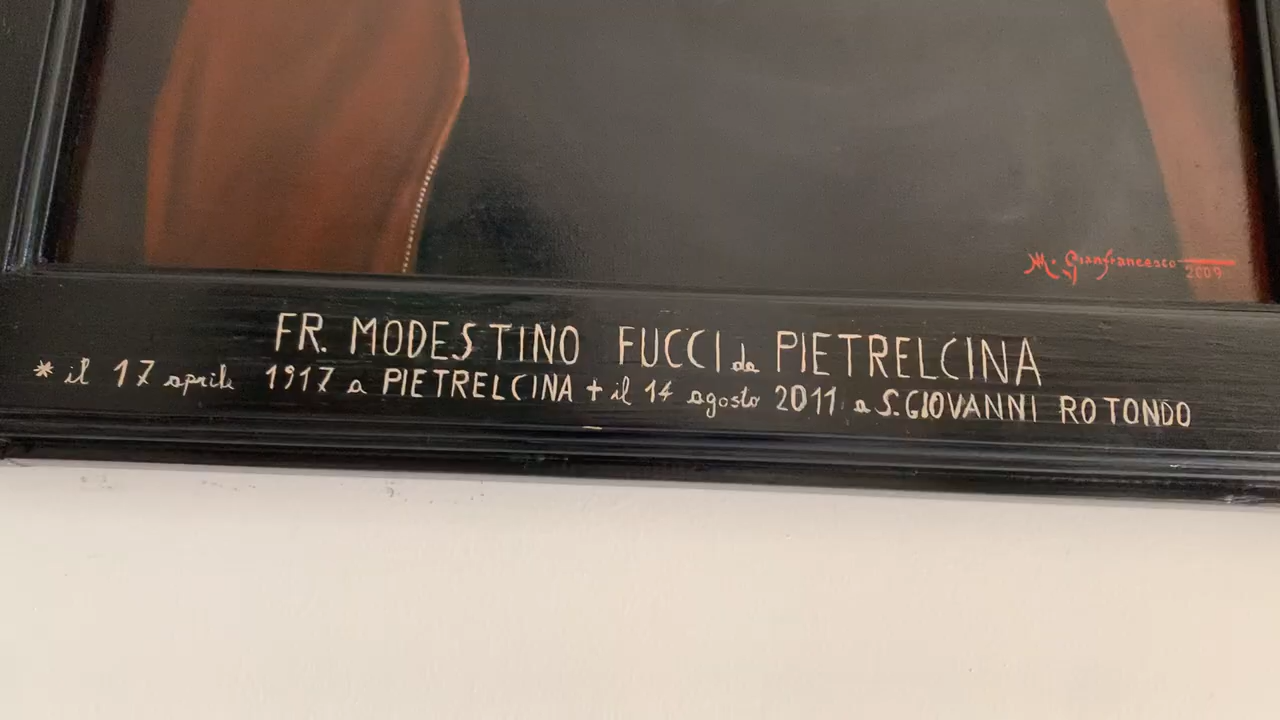 M. Gianfrancesco 2009
FR. MODESTINO FUCCI da PIETRELCINA
* il 17 aprile 1917 a PIETRELCINA + il 14 agosto 2011 a S. GIOVANNI ROTONDO